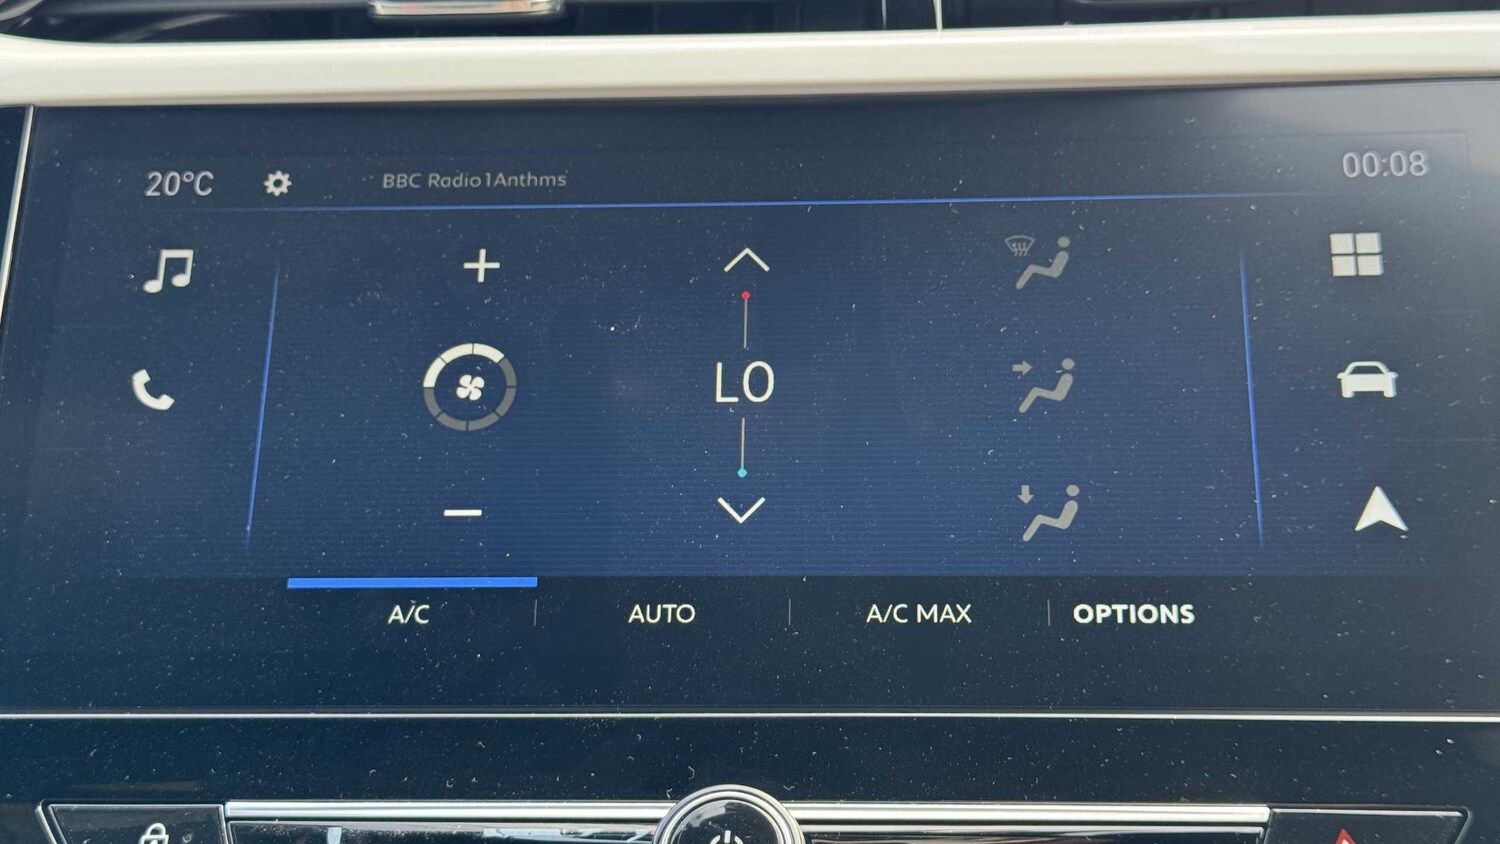 20°C
BBC Radio 1Anthms
00:08
LO
A/C
AUTO
A/C MAX
OPTIONS